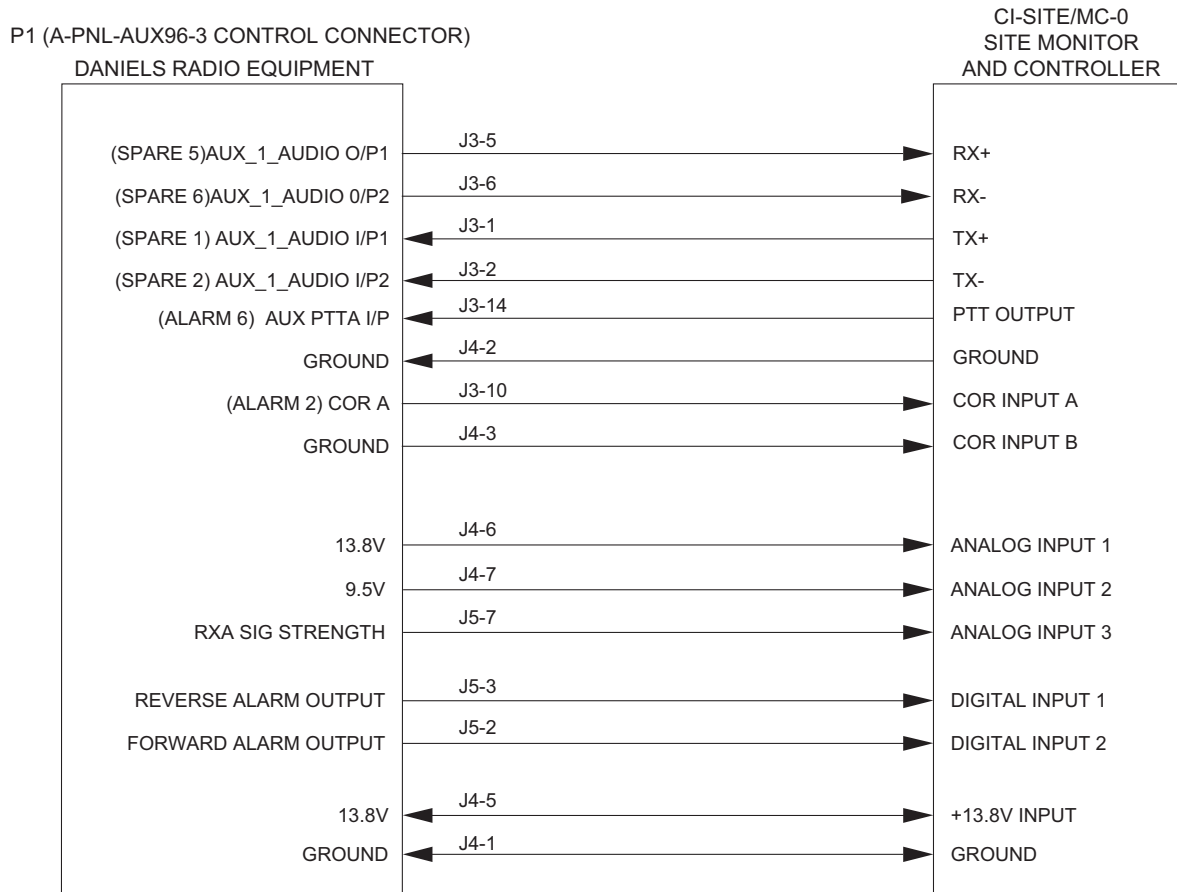 CI-SITE/MC-0
P1 (A-PNL-AUX96-3 CONTROL CONNECTOR)
SITE MONITOR
DANIELS RADIO EQUIPMENT
AND CONTROLLER
(SPARE 5)AUX_1_AUDIO O/P1 J3-5 RX+
(SPARE 6)AUX_1_AUDIO 0/P2 J3-6 RX-
(SPARE 1) AUX_1_AUDIO I/P1 J3-1 TX+
(SPARE 2) AUX_1_AUDIO I/P2 J3-2 TX-
(ALARM 6) AUX PTTA I/P J3-14 PTT OUTPUT
GROUND J4-2 GROUND
(ALARM 2) COR A J3-10 COR INPUT A
GROUND J4-3 COR INPUT B
13.8V J4-6 ANALOG INPUT 1
9.5V J4-7 ANALOG INPUT 2
RXA SIG STRENGTH J5-7 ANALOG INPUT 3
REVERSE ALARM OUTPUT J5-3 DIGITAL INPUT 1
FORWARD ALARM OUTPUT J5-2 DIGITAL INPUT 2
13.8V J4-5 +13.8V INPUT
GROUND J4-1 GROUND